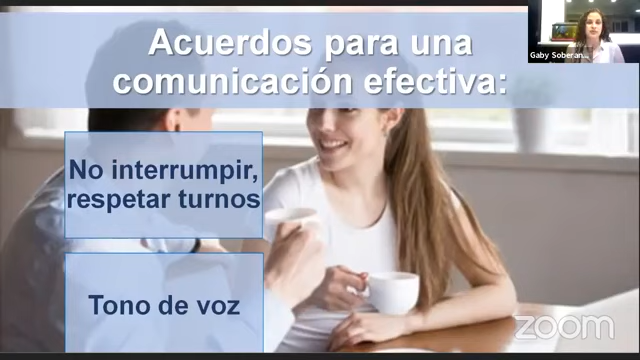 Acuerdos para una
comunicación efectiva:
Gaby Soberan...
No interrumpir,
respetar turnos
Tono de voz
zoom